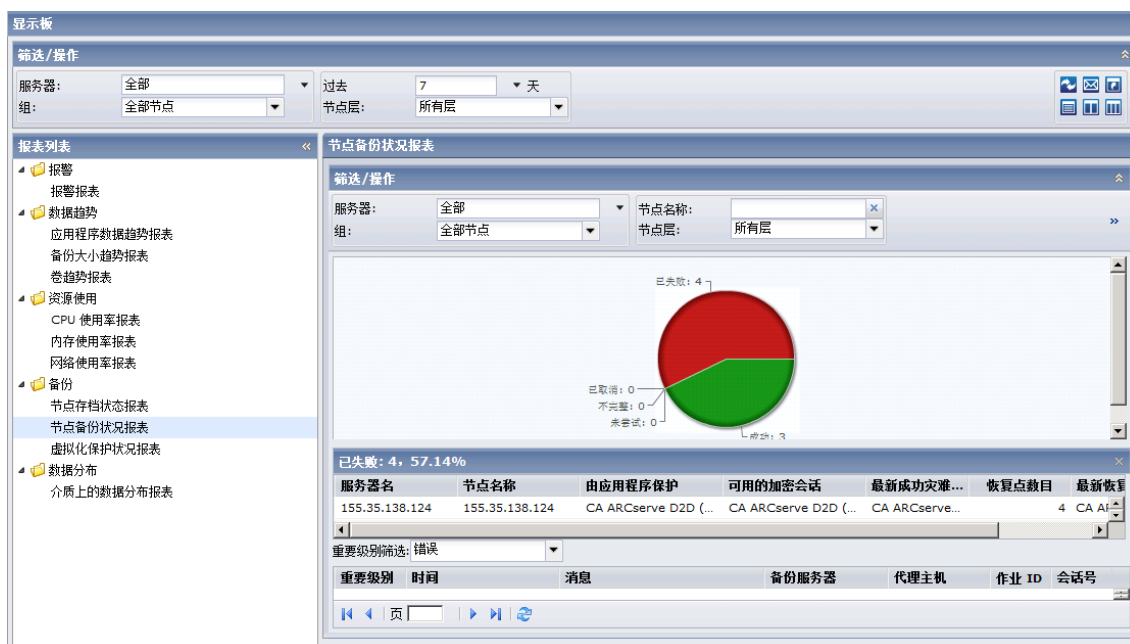 显示板
筛选/操作
服务器: 全部 过去 7 天
组: 全部节点 节点层: 所有层
报表列表
报警
报警报表
数据趋势
应用程序数据趋势报表
备份大小趋势报表
卷趋势报表
资源使用
CPU 使用率报表
内存使用率报表
网络使用率报表
备份
节点存档状态报表
节点备份状况报表
虚拟化保护状况报表
数据分布
介质上的数据分布报表
节点备份状况报表
筛选/操作
服务器: 全部 节点名称:
组: 全部节点 节点层: 所有层
已失败: 4
已取消: 0
不完整: 0
未尝试: 0
成功: 3
已失败: 4, 57.14%
服务器名 节点名称 由应用程序保护 可用的加密会话 最新成功灾难... 恢复点数目 最新恢复
155.35.138.124 155.35.138.124 CA ARCserve D2D (... CA ARCserve D2D (... CA ARCserve... 4 CA AR
重要级别筛选: 错误
重要级别 时间 消息 备份服务器 代理主机 作业 ID 会话号
页